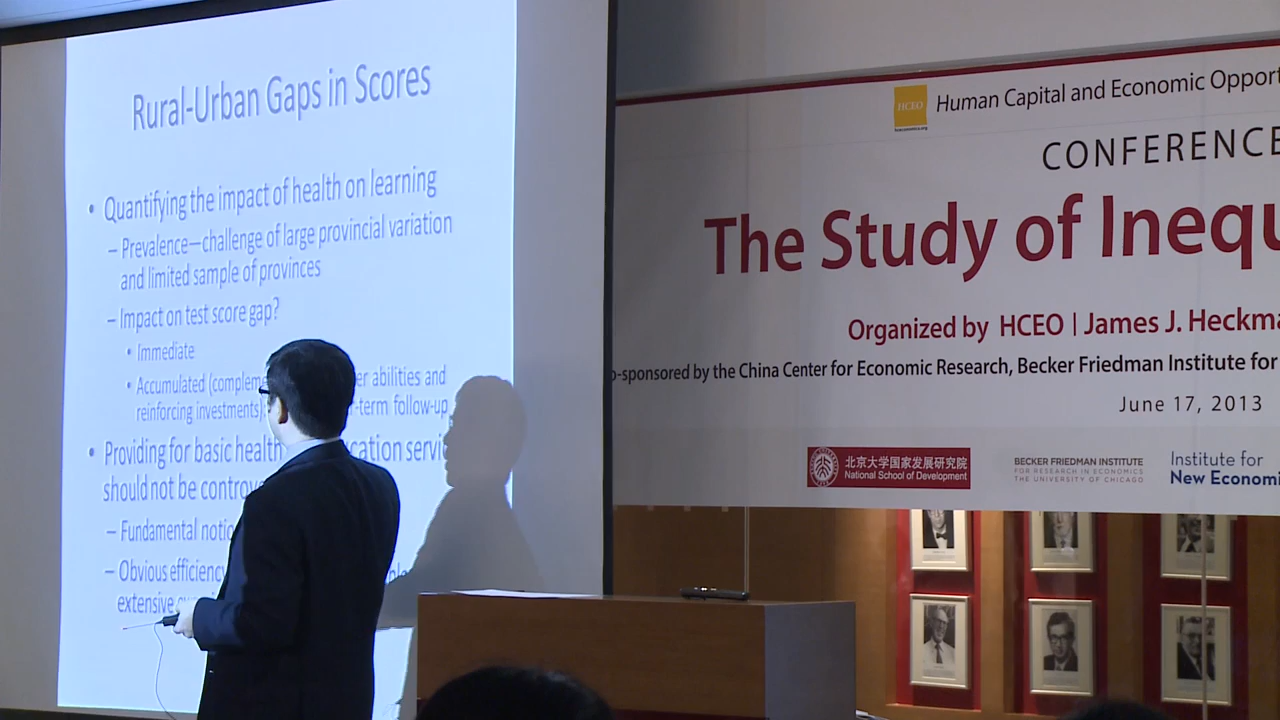 Rural-Urban Gaps in Scores
• Quantifying the impact of health on learning
– Prevalence—challenge of large provincial variation
and limited sample of provinces
– Impact on test score gap?
• Immediate
• Accumulated (compleme er abilities and
reinforcing investments). -term follow-up
• Providing for basic health cation servi
should not be controve
– Fundamental notio
– Obvious efficiency
extensive
HCEO
hceconomics.org
Human Capital and Economic Opport
CONFERENCE
The Study of Inequ
Organized by HCEO | James J. Heckma
o-sponsored by the China Center for Economic Research, Becker Friedman Institute for
June 17, 2013
北京大学国家发展研究院
National School of Development
BECKER FRIEDMAN INSTITUTE
FOR RESEARCH IN ECONOMICS
THE UNIVERSITY OF CHICAGO
Institute for
New Economi